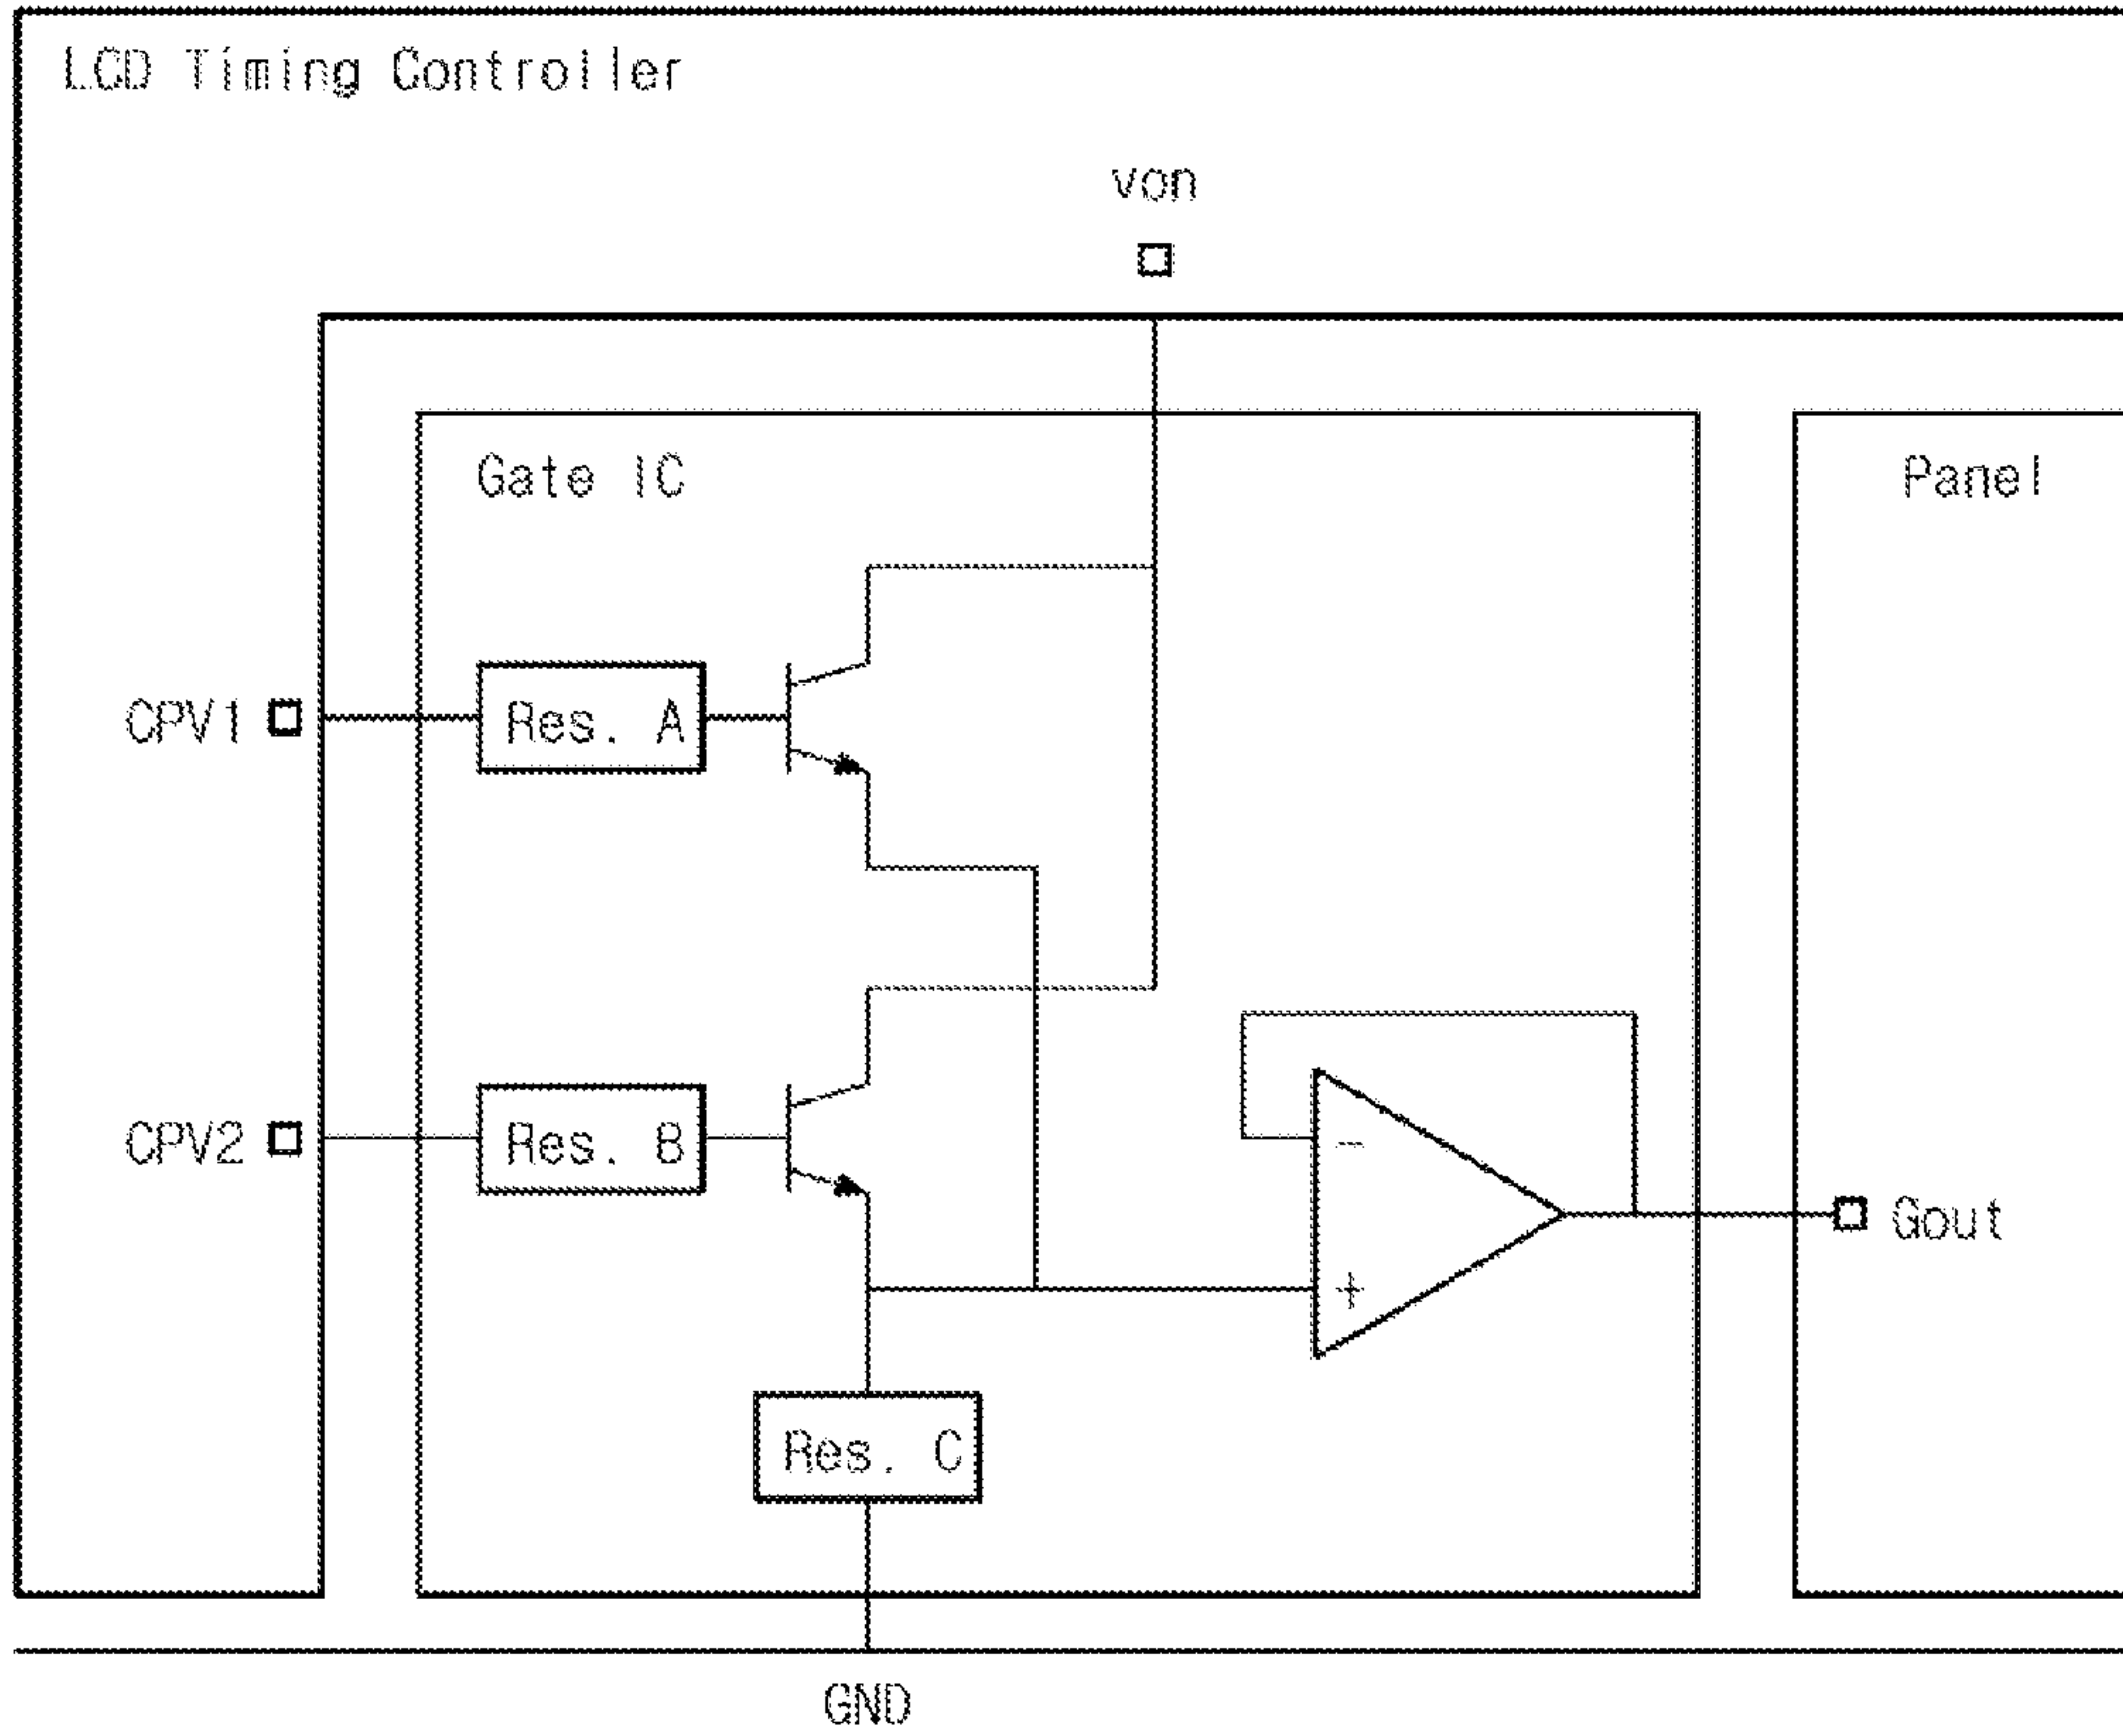 LCD Timing Controller
von
Gate IC
Panel
CPV1
Res. A
CPV2
Res. B
-
+
Gout
Res. C
GND